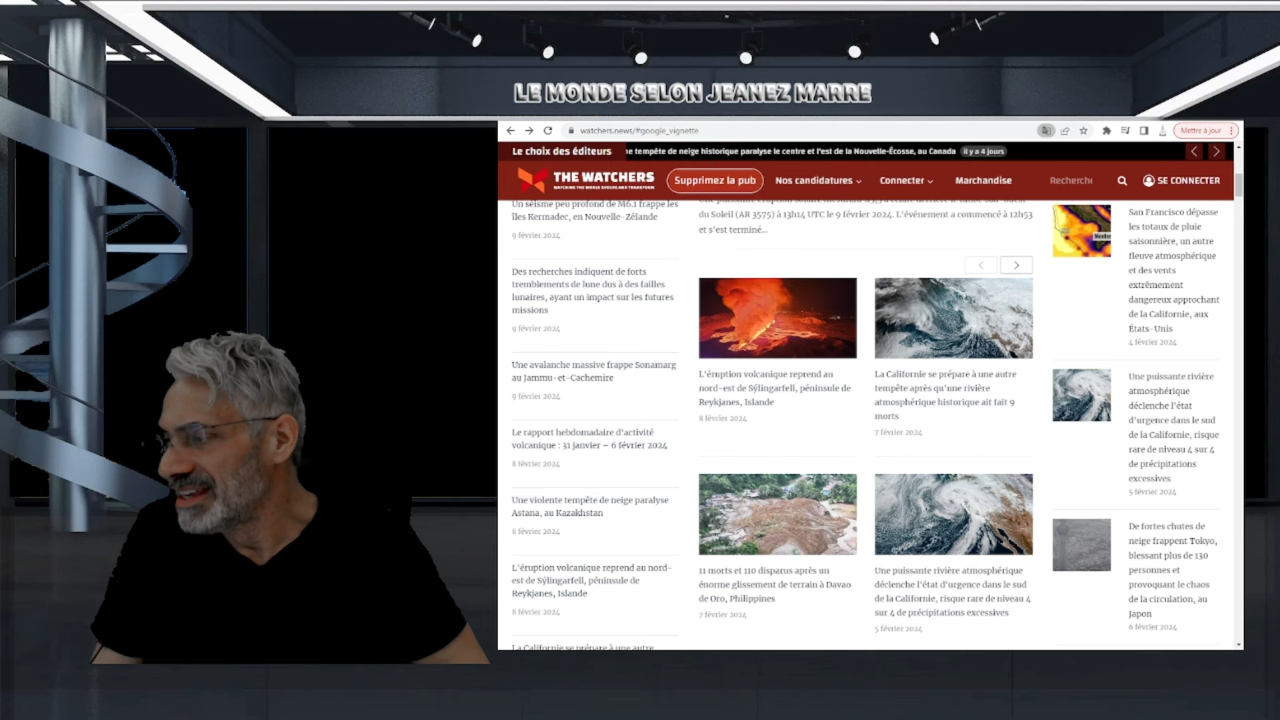 LE MONDE SELON JEANEZ MARRE
watchers.news/#google_vignette
Mettre à jour
Le choix des éditeurs
e tempête de neige historique paralyse le centre et l'est de la Nouvelle-Écosse, au Canada
il y a 4 jours
THE WATCHERS
WATCHING THE WORLD EVOLVE AND TRANSFORM
Supprimez la pub
Nos candidatures
Connecter
Marchandise
Recherche
SE CONNECTER
Un séisme peu profond de M6.1 frappe les
îles Kermadec, en Nouvelle-Zélande
9 février 2024
Des recherches indiquent de forts
tremblements de lune dus à des failles
lunaires, ayant un impact sur les futures
missions
9 février 2024
Une avalanche massive frappe Sonamarg
au Jammu-et-Cachemire
9 février 2024
Le rapport hebdomadaire d'activité
volcanique : 31 janvier – 6 février 2024
8 février 2024
Une violente tempête de neige paralyse
Astana, au Kazakhstan
8 février 2024
L'éruption volcanique reprend au nord-
est de Sýlingarfell, péninsule de
Reykjanes, Islande
8 février 2024
La Californie se prépare à une autre
du Soleil (AR 3575) à 13h14 UTC le 9 février 2024. L'événement a commencé à 12h53
et s'est terminé...
L'éruption volcanique reprend au
nord-est de Sýlingarfell, péninsule de
Reykjanes, Islande
8 février 2024
La Californie se prépare à une autre
tempête après qu'une rivière
atmosphérique historique ait fait 9
morts
7 février 2024
11 morts et 110 disparus après un
énorme glissement de terrain à Davao
de Oro, Philippines
7 février 2024
Une puissante rivière atmosphérique
déclenche l'état d'urgence dans le sud
de la Californie, risque rare de niveau 4
sur 4 de précipitations excessives
5 février 2024
San Francisco dépasse
les totaux de pluie
saisonnière, un autre
fleuve atmosphérique
et des vents
extrêmement
dangereux approchant
de la Californie, aux
États-Unis
4 février 2024
Une puissante rivière
atmosphérique
déclenche l'état
d'urgence dans le sud
de la Californie, risque
rare de niveau 4 sur 4
de précipitations
excessives
5 février 2024
De fortes chutes de
neige frappent Tokyo,
blessant plus de 130
personnes et
provoquant le chaos
de la circulation, au
Japon
6 février 2024